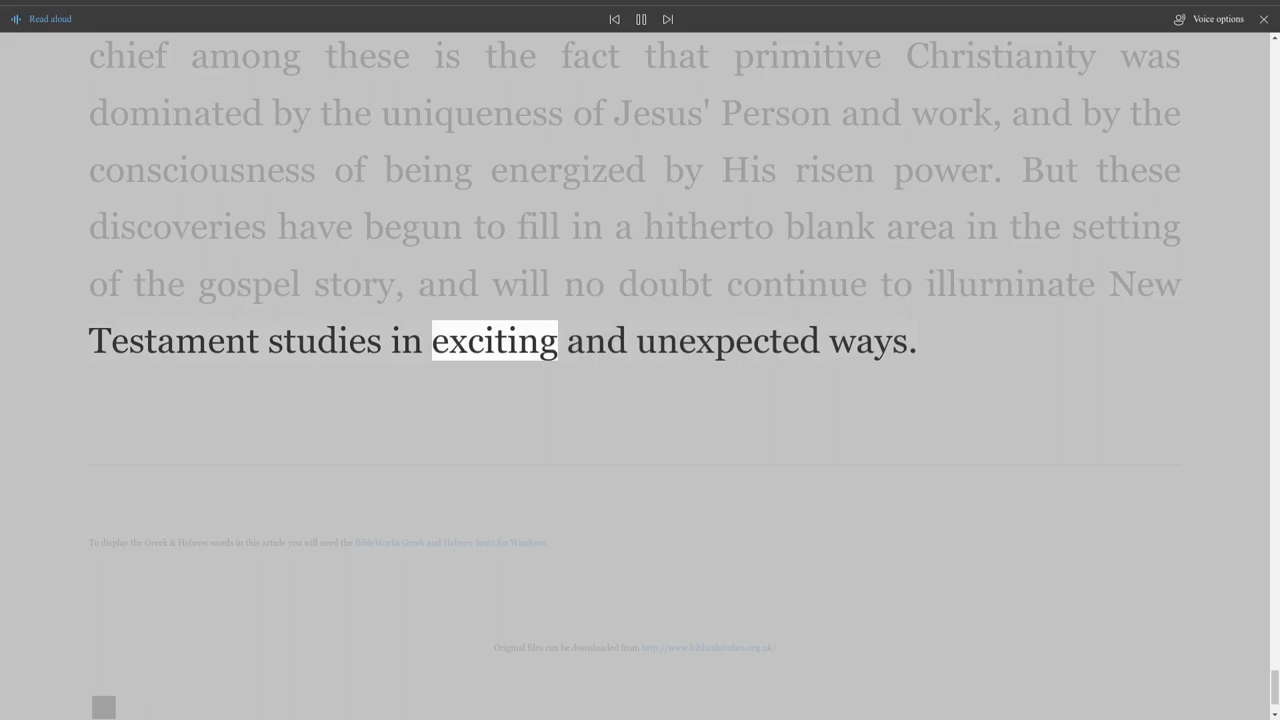 Read aloud
Voice options
chief among these is the fact that primitive Christianity was
dominated by the uniqueness of Jesus' Person and work, and by the
consciousness of being energized by His risen power. But these
discoveries have begun to fill in a hitherto blank area in the setting
of the gospel story, and will no doubt continue to illurninate New
Testament studies in exciting and unexpected ways.
To display the Greek & Hebrew words in this article you will need the BibleWorks Greek and Hebrew fonts for Windows
Original files can be downloaded from http://www.biblicalstudies.org.uk/